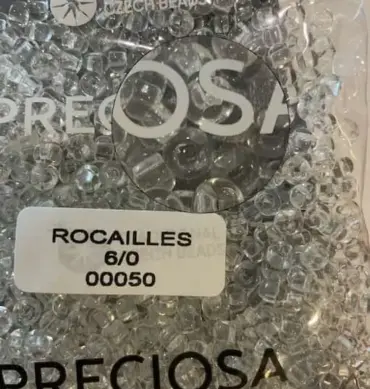 CZECH BEADS
PRECIOSA
ROCAILLES
6/0
00050
PRECIOSA